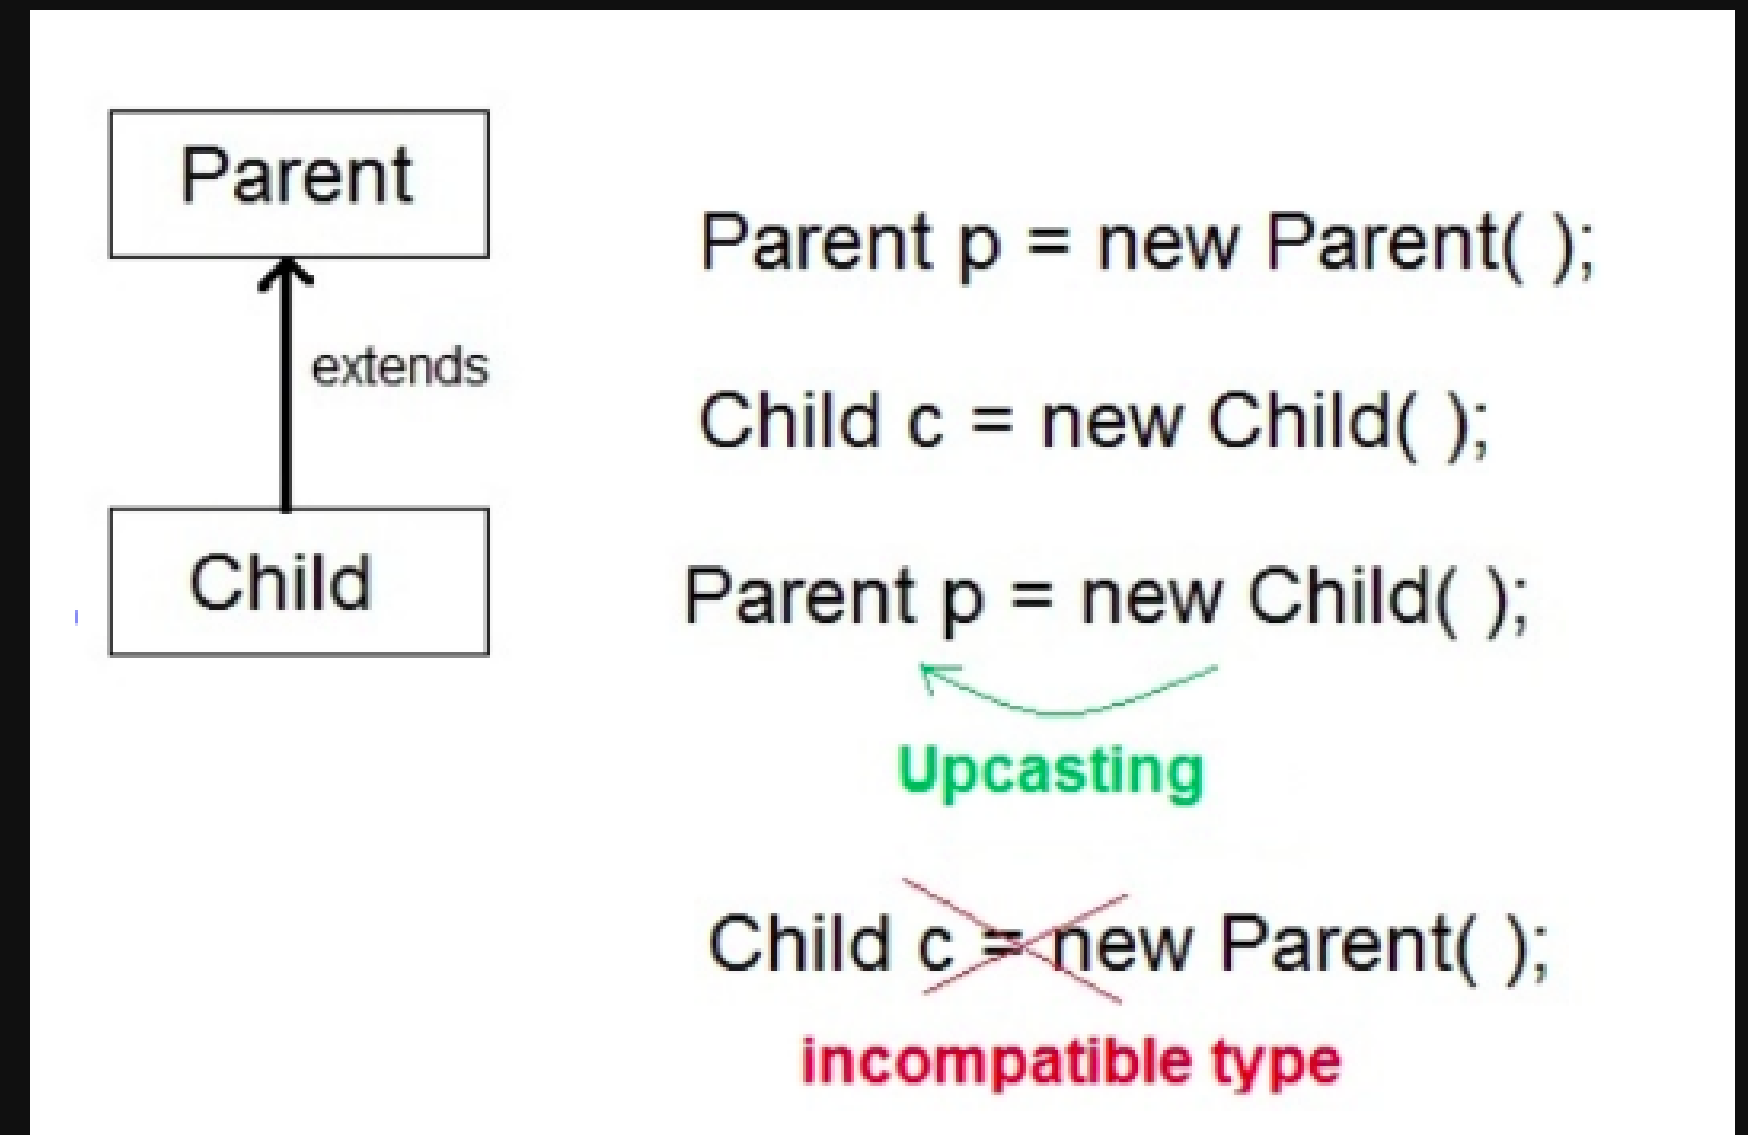 Parent
extends
Child
Parent p = new Parent( );
Child c = new Child( );
Parent p = new Child( );
Upcasting
Child c = new Parent( );
incompatible type